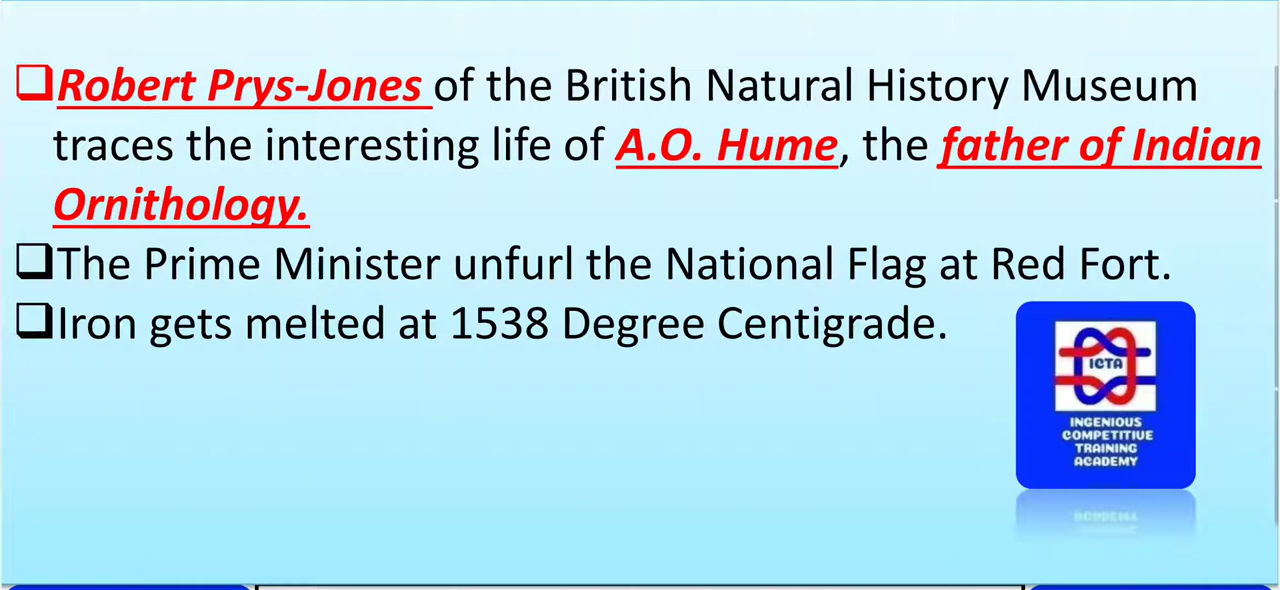 ❑Robert Prys-Jones of the British Natural History Museum
traces the interesting life of A.O. Hume, the father of Indian
Ornithology.
❑The Prime Minister unfurl the National Flag at Red Fort.
❑Iron gets melted at 1538 Degree Centigrade.
ICTA
INGENIOUS
COMPETITIUE
TRAINING
ACADEMY